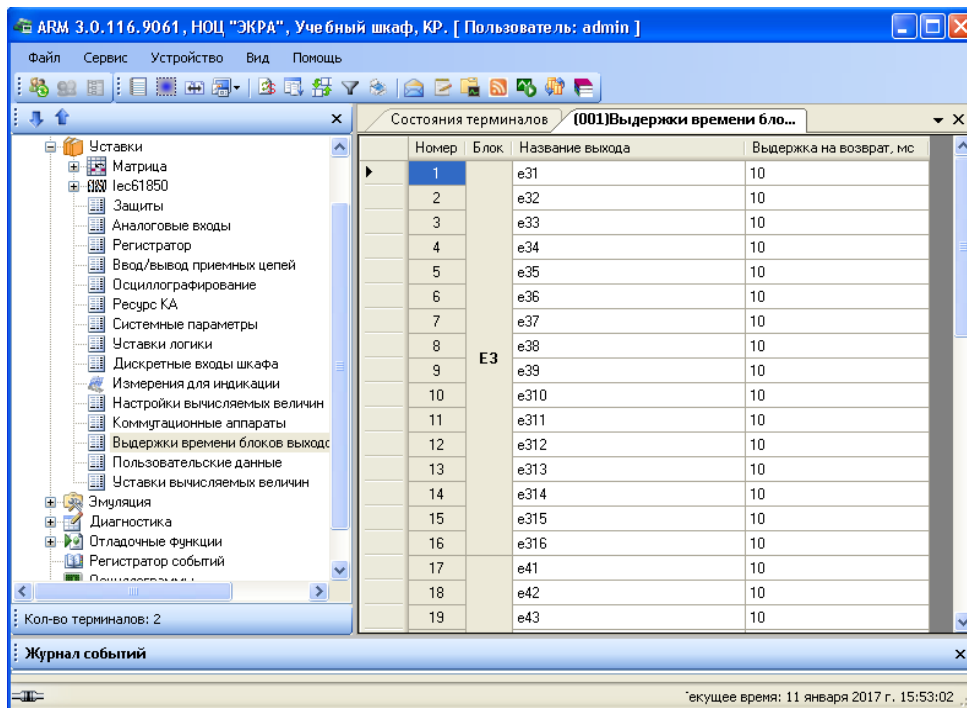 ARM 3.0.116.9061, НОЦ "ЭКРА", Учебный шкаф, КР. [ Пользователь: admin ]
Файл Сервис Устройство Вид Помощь
Состояния терминалов (001)Выдержки времени бло...
Уставки
Матрица
Iec61850
Защиты
Аналоговые входы
Регистратор
Ввод/вывод приемных цепей
Осциллографирование
Ресурс КА
Системные параметры
Уставки логики
Дискретные входы шкафа
Измерения для индикации
Настройки вычисляемых величин
Коммутационные аппараты
Выдержки времени блоков выходо
Пользовательские данные
Уставки вычисляемых величин
Эмуляция
Диагностика
Отладочные функции
Регистратор событий
Кол-во терминалов: 2
Номер Блок Название выхода Выдержка на возврат, мс
1 e31 10
2 e32 10
3 e33 10
4 e34 10
5 e35 10
6 e36 10
7 e37 10
8 e38 10
E3
9 e39 10
10 e310 10
11 e311 10
12 e312 10
13 e313 10
14 e314 10
15 e315 10
16 e316 10
17 e41 10
18 e42 10
19 e43 10
Журнал событий
екущее время: 11 января 2017 г. 15:53:02